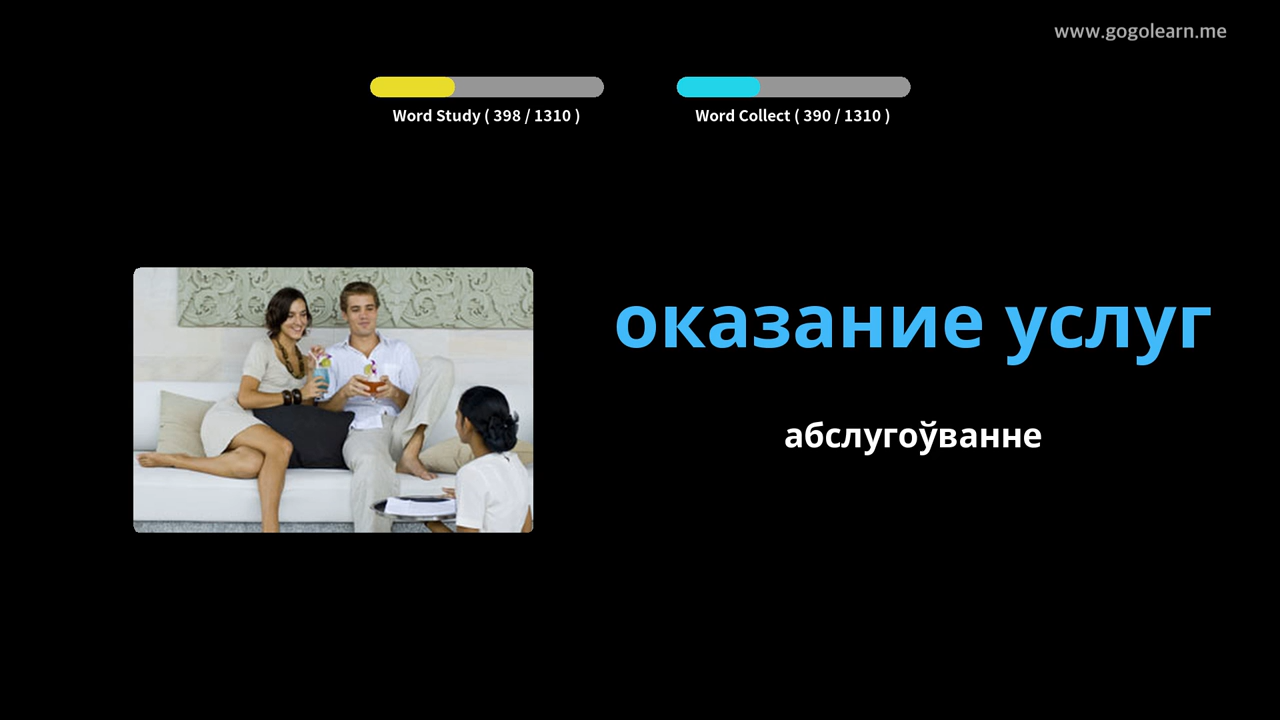 www.gogolearn.me
Word Study ( 398 / 1310 )
Word Collect ( 390 / 1310 )
оказание услуг
абслугоўванне